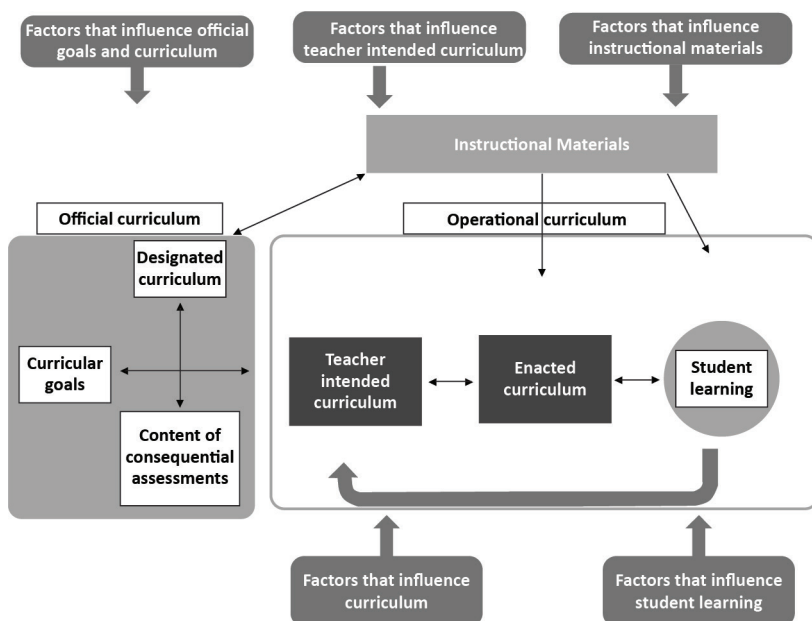 Factors that influence official
goals and curriculum
Factors that influence
teacher intended curriculum
Factors that influence
instructional materials
Instructional Materials
Official curriculum
Operational curriculum
Designated
curriculum
Curricular
goals
Content of
consequential
assessments
Teacher
intended
curriculum
Enacted
curriculum
Student
learning
Factors that influence
curriculum
Factors that influence
student learning